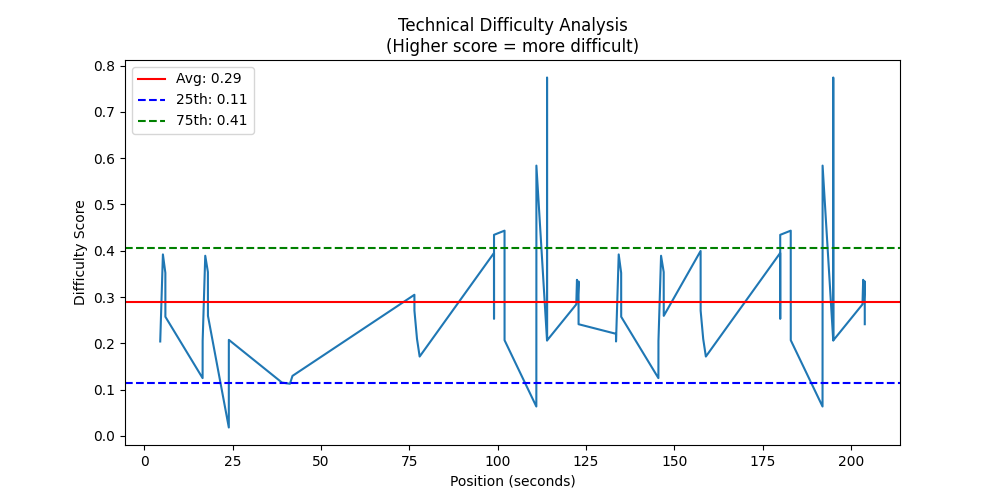 Technical Difficulty Analysis
(Higher score = more difficult)
Avg: 0.29
25th: 0.11
75th: 0.41
Difficulty Score
0.8
0.7
0.6
0.5
0.4
0.3
0.2
0.1
0.0
0 25 50 75 100 125 150 175 200
Position (seconds)